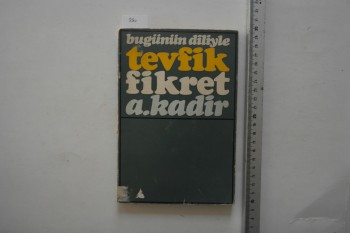 bugünün diliyle
tevfik
fikret
a.kadir